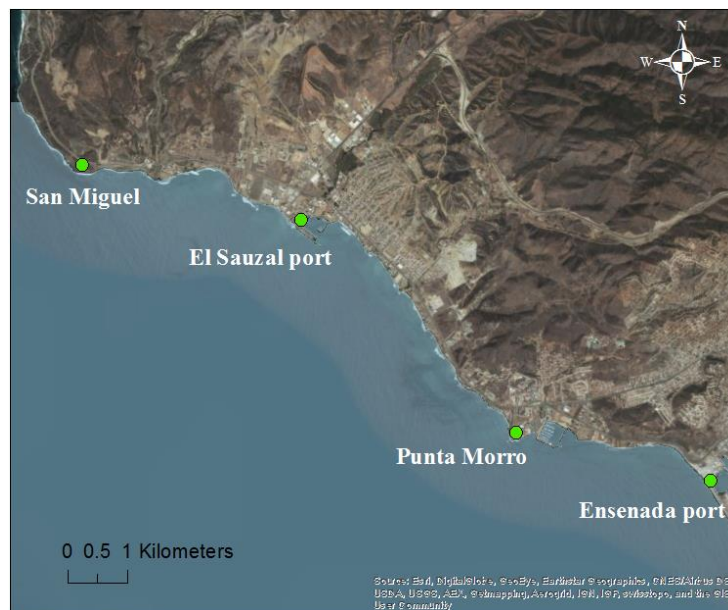 N
W E
S
San Miguel
El Sauzal port
Punta Morro
Ensenada port
0 0.5 1 Kilometers
Source: Esri, DigitalGlobe, GeoEye, Earthstar Geographics, CNES/Airbus DS
USDA, USGS, AEX, Getmapping, Aerogrid, IGN, IGP, swisstopo, and the GIS
User Community